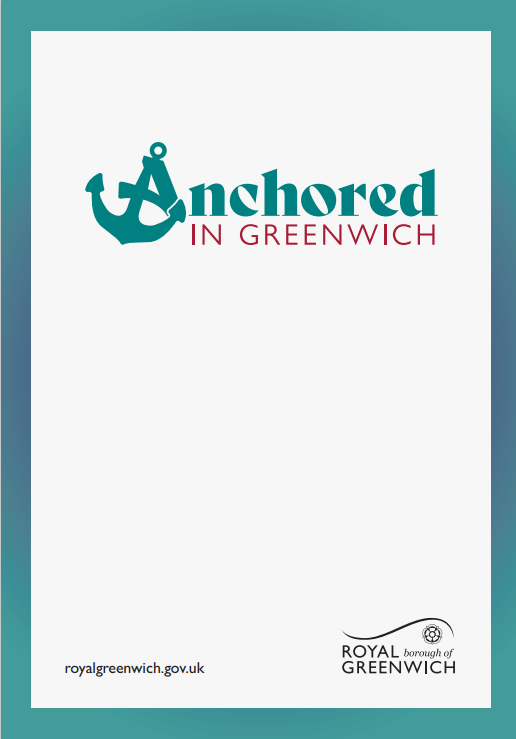 Anchored
IN GREENWICH
royalgreenwich.gov.uk
ROYAL borough of
GREENWICH